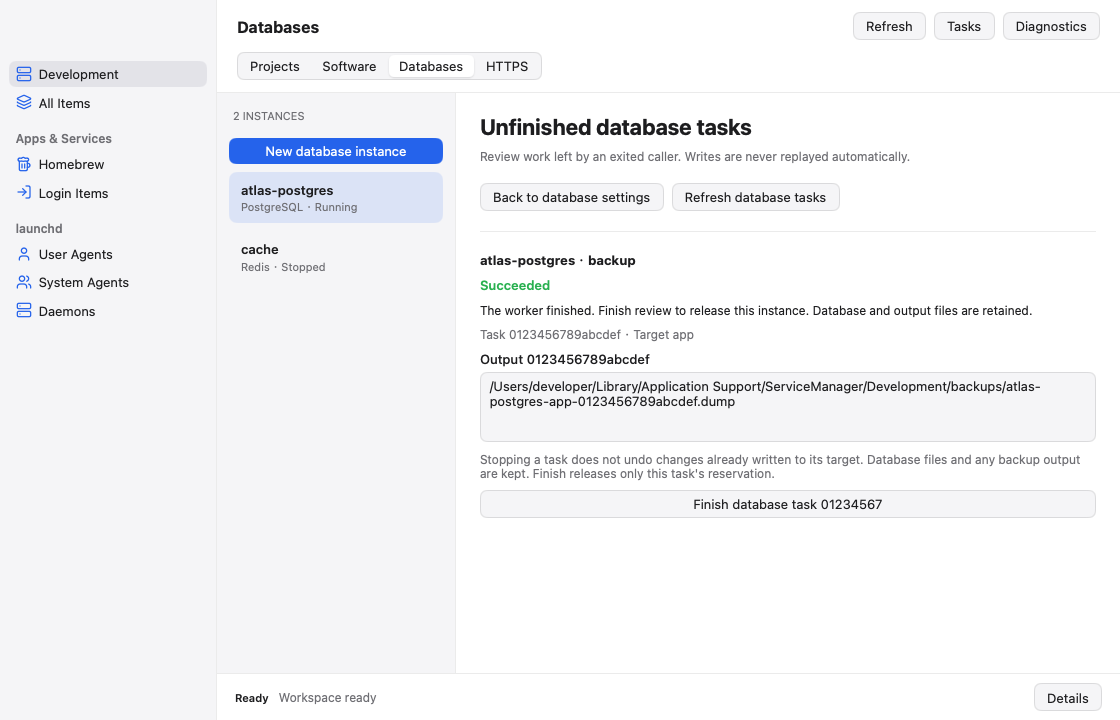 Development
All Items
Apps & Services
Homebrew
Login Items
launchd
User Agents
System Agents
Daemons
Databases
Refresh
Tasks
Diagnostics
Projects
Software
Databases
HTTPS
2 INSTANCES
New database instance
atlas-postgres
PostgreSQL · Running
cache
Redis · Stopped
Unfinished database tasks
Review work left by an exited caller. Writes are never replayed automatically.
Back to database settings
Refresh database tasks
atlas-postgres · backup
Succeeded
The worker finished. Finish review to release this instance. Database and output files are retained.
Task 0123456789abcdef · Target app
Output 0123456789abcdef
/Users/developer/Library/Application Support/ServiceManager/Development/backups/atlas-
postgres-app-0123456789abcdef.dump
Stopping a task does not undo changes already written to its target. Database files and any backup output
are kept. Finish releases only this task's reservation.
Finish database task 01234567
Ready
Workspace ready
Details